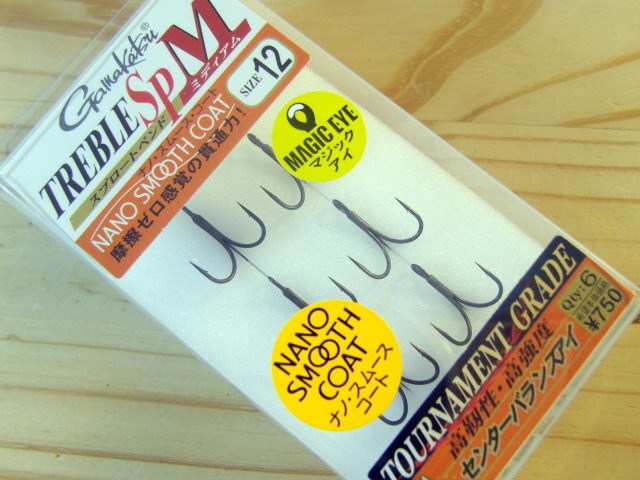 Gamakatsu®
TREBLE SP M
スプロートベンド
ミディアム
SIZE 12
ナノ・スムース・コート
NANO SMOOTH COAT
摩擦ゼロ感覚の貫通力!
MAGIC EYE
マジック
アイ
NANO
SMOOTH
COAT
ナノ・スムース
コート
TOURNAMENT GRADE
高靭性・高強度
センターバランスアイ
Qty:6
¥750